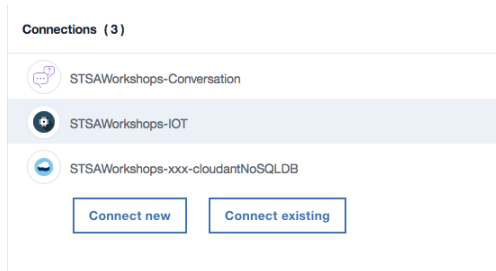 Connections (3)
STSAWorkshops-Conversation
STSAWorkshops-IOT
STSAWorkshops-xxx-cloudantNoSQLDB
Connect new Connect existing